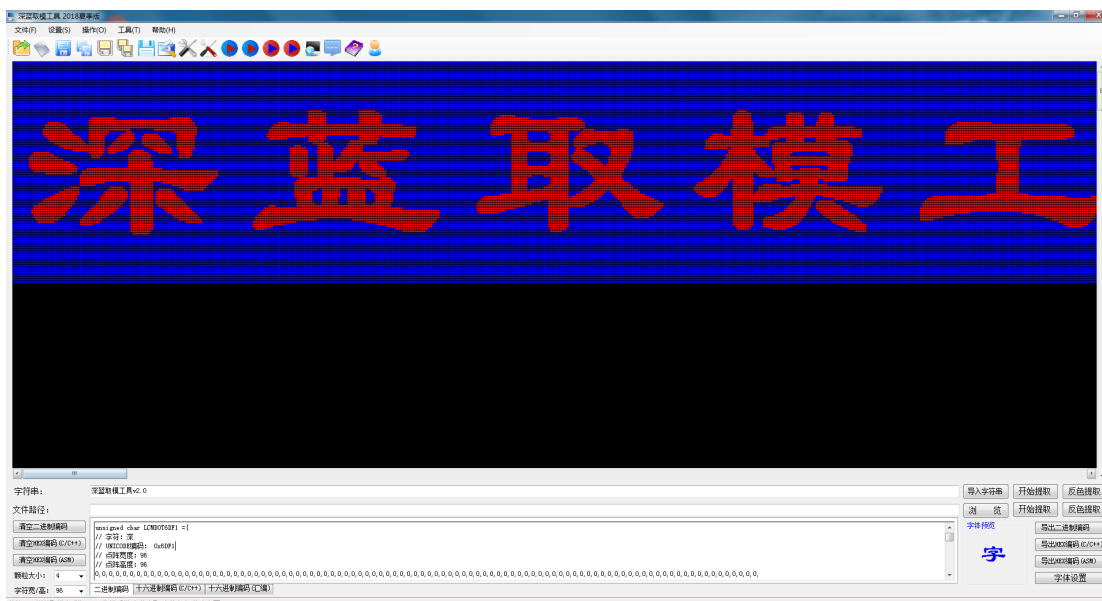 深蓝取模工具 2018夏季版
文件(F) 设置(S) 操作(O) 工具(T) 帮助(H)
深 蓝 取 模 工
字符串: 深蓝取模工具v2.0 导入字符串 开始提取 反色提取
文件路径: 浏 览 开始提取 反色提取
清空二进制编码
清空HEX编码(C/C++)
清空HEX编码(ASM)
颗粒大小: 4
字符宽/高: 96
unsigned char LCMDOT6DF1 ={
// 字符: 深
// UNICODE编码: 0x6DF1
// 点阵宽度: 96
// 点阵高度: 96
二进制编码 十六进制编码(C/C++) 十六进制编码(汇编)
字体预览
字
导出二进制编码
导出HEX编码(C/C++)
导出HEX编码(ASM)
字体设置